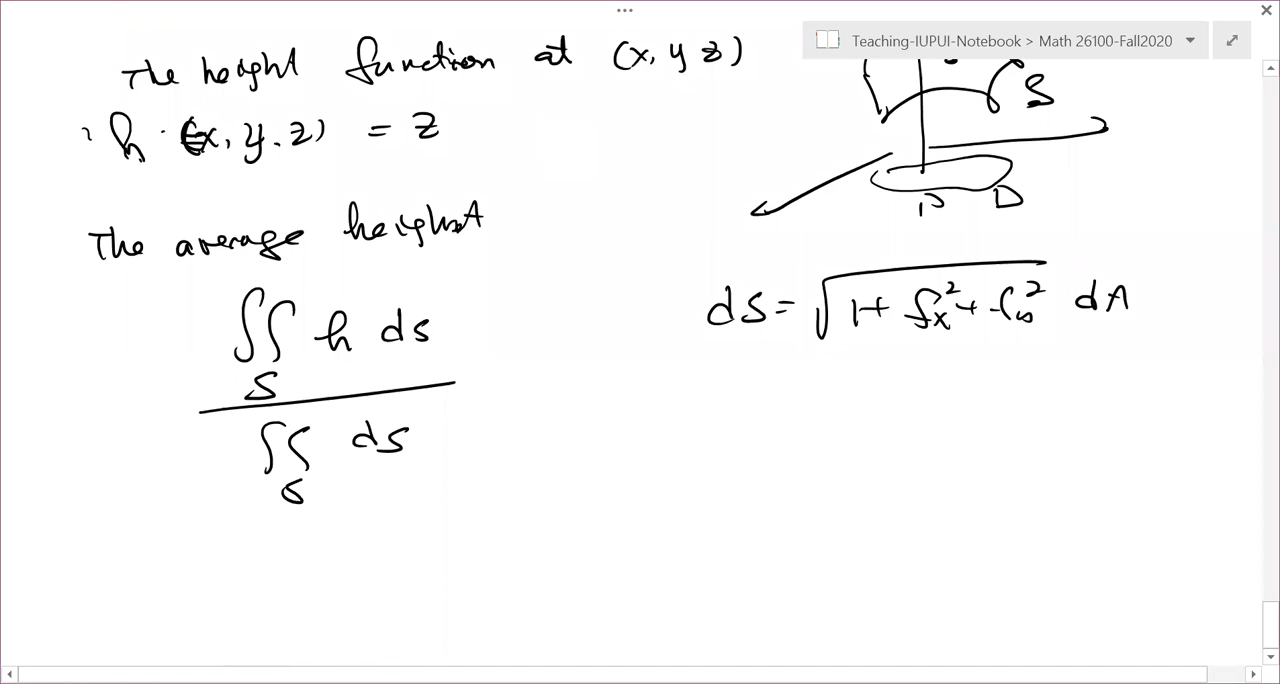 Teaching-IUPUI-Notebook > Math 26100-Fall2020
The height function at (x, y z)
h (x, y, z) = z
S
D
The average height
∬ h ds
S
∬ ds
S
dS = √(1 + fx² + fy²) dA